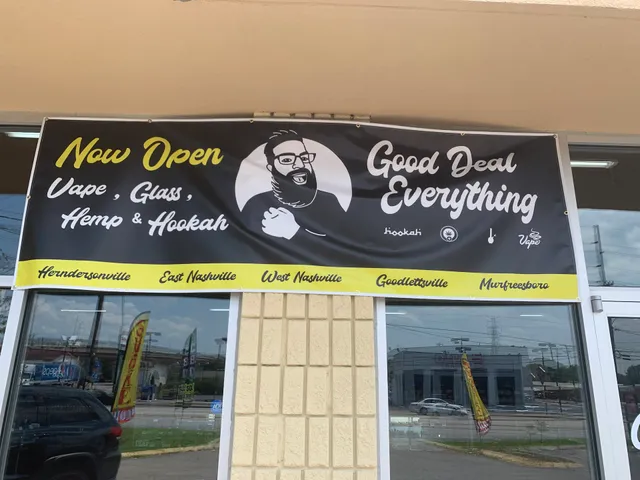 Now Open
Vape , Glass ,
Hemp & Hookah
Good Deal
Everything
hookah
Vape
Herndersonville East Nashville West Nashville Goodlettsville Murfreesboro